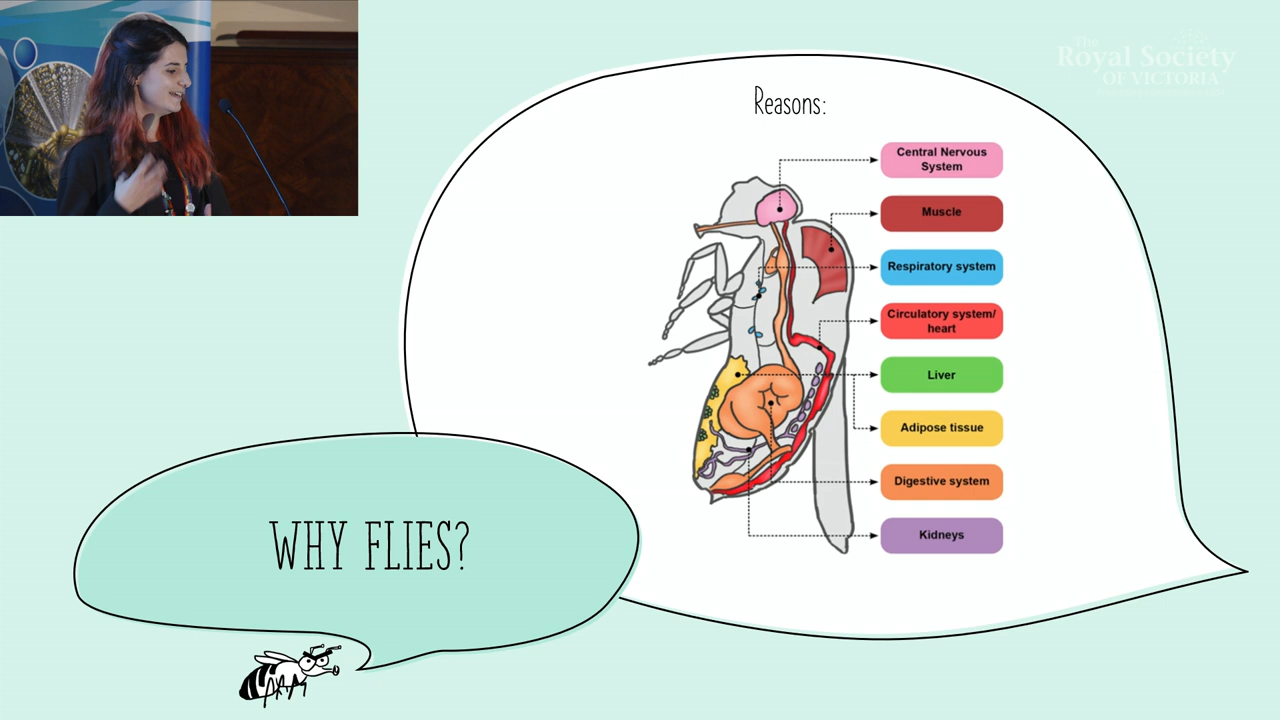 The
Royal Society
OF VICTORIA
Reasons:
Central Nervous
System
Muscle
Respiratory system
Circulatory system/
heart
Liver
Adipose tissue
Digestive system
Kidneys
WHY FLIES?